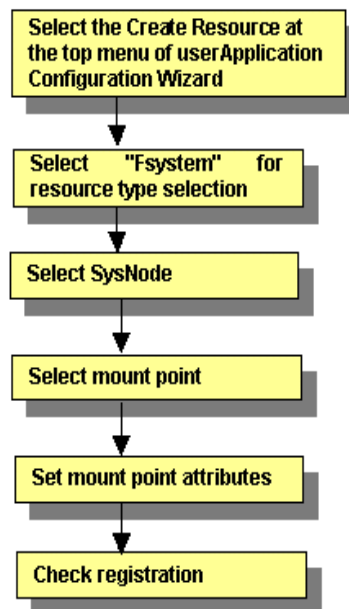 Select the Create Resource at
the top menu of userApplication
Configuration Wizard
Select "Fsystem" for
resource type selection
Select SysNode
Select mount point
Set mount point attributes
Check registration